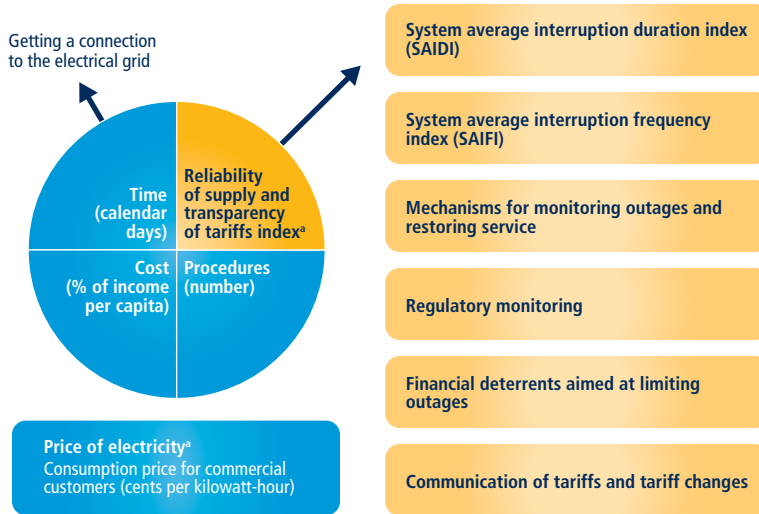 Getting a connection
to the electrical grid
Time
(calendar
days)
Reliability
of supply and
transparency
of tariffs indexᵃ
Cost
(% of income
per capita)
Procedures
(number)
Price of electricityᵃ
Consumption price for commercial
customers (cents per kilowatt-hour)
System average interruption duration index
(SAIDI)
System average interruption frequency
index (SAIFI)
Mechanisms for monitoring outages and
restoring service
Regulatory monitoring
Financial deterrents aimed at limiting
outages
Communication of tariffs and tariff changes